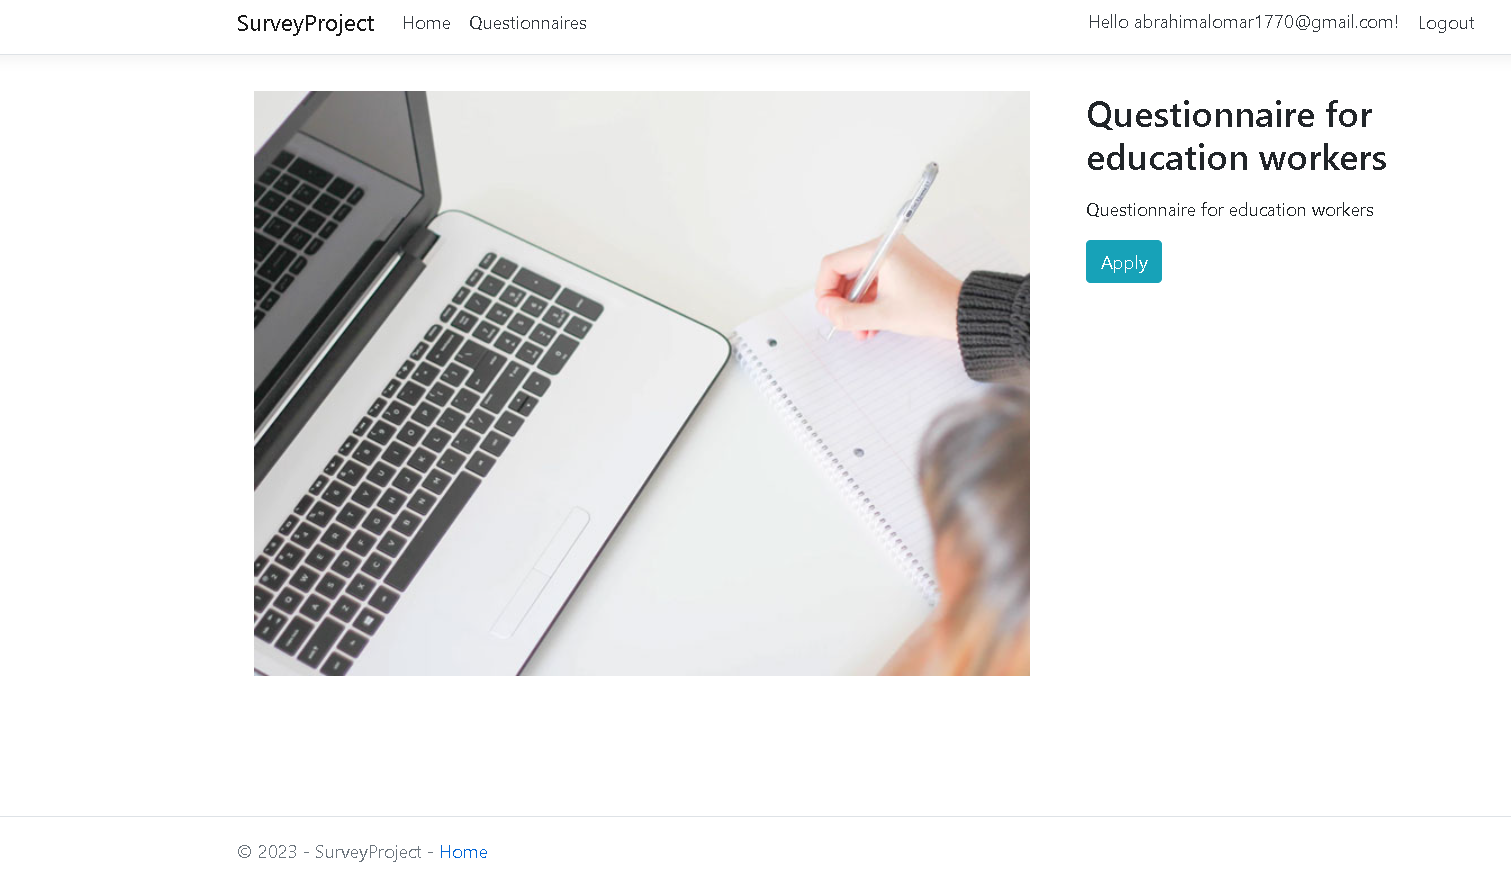 SurveyProject Home Questionnaires Hello abrahimalomar1770@gmail.com! Logout
Questionnaire for
education workers
Questionnaire for education workers
Apply
© 2023 - SurveyProject - Home